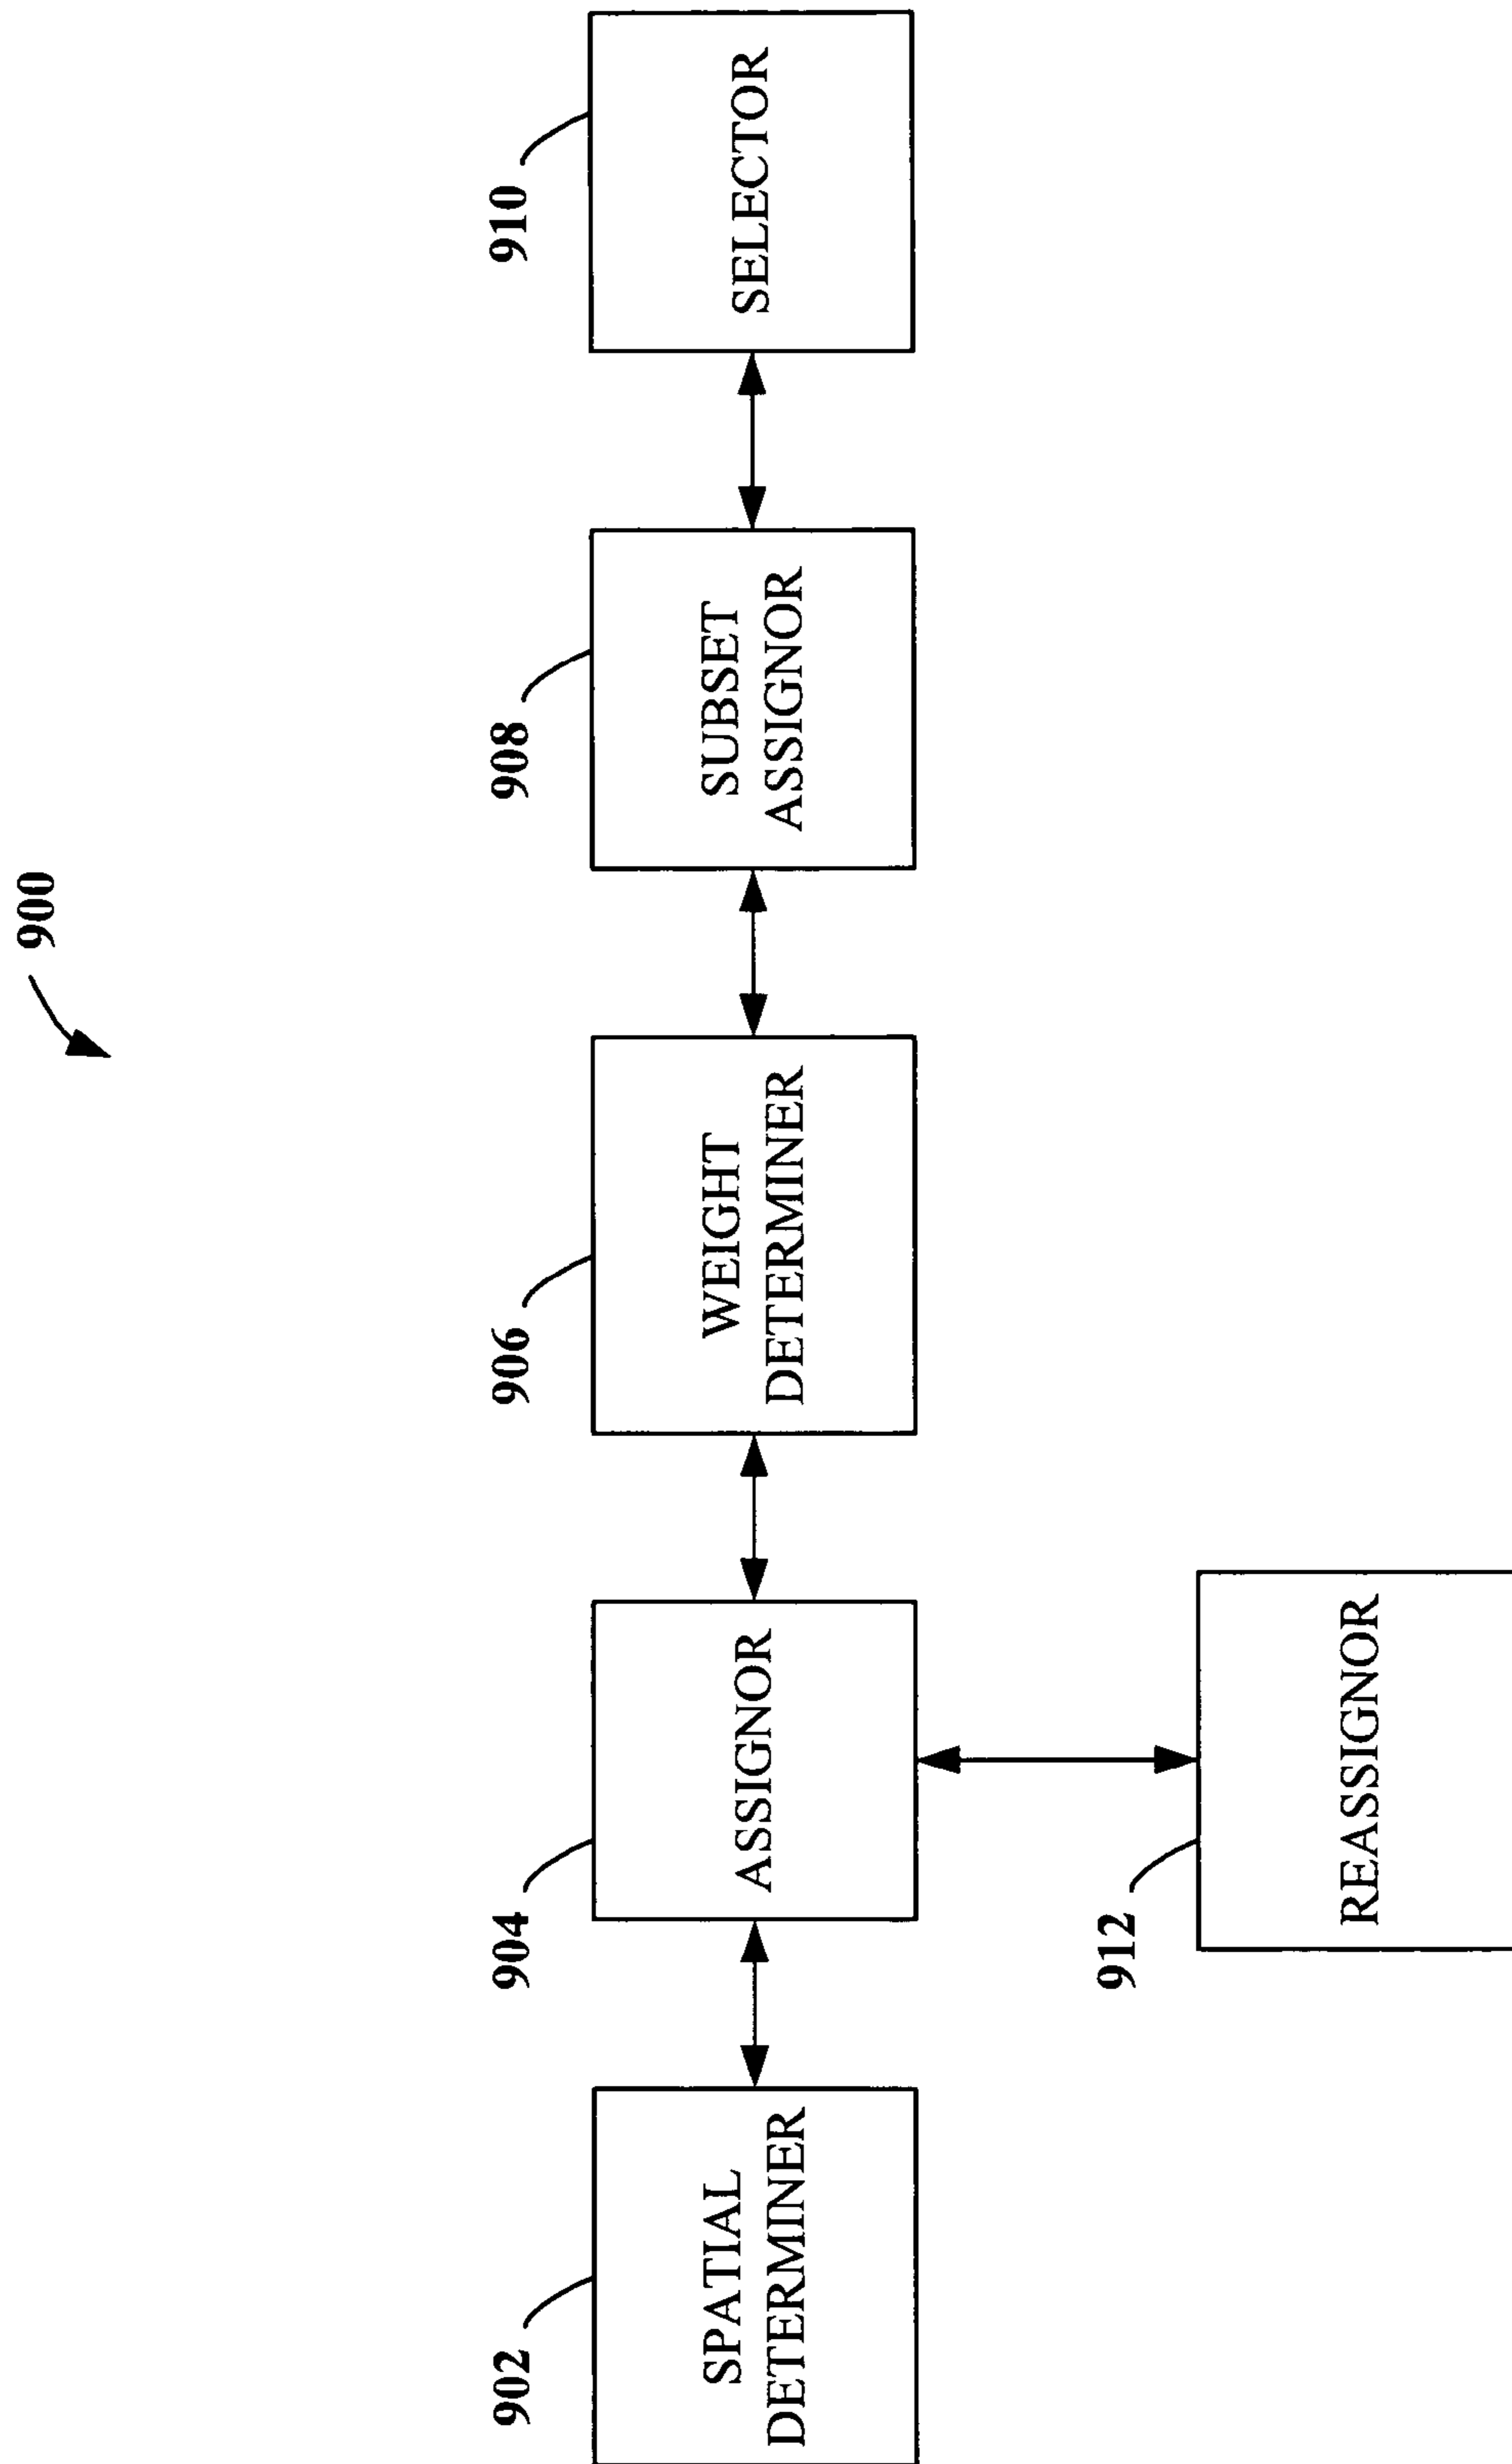 900
902
SPATIAL
DETERMINER
904
ASSIGNOR
906
WEIGHT
DETERMINER
908
SUBSET
ASSIGNOR
910
SELECTOR
912
REASSIGNOR